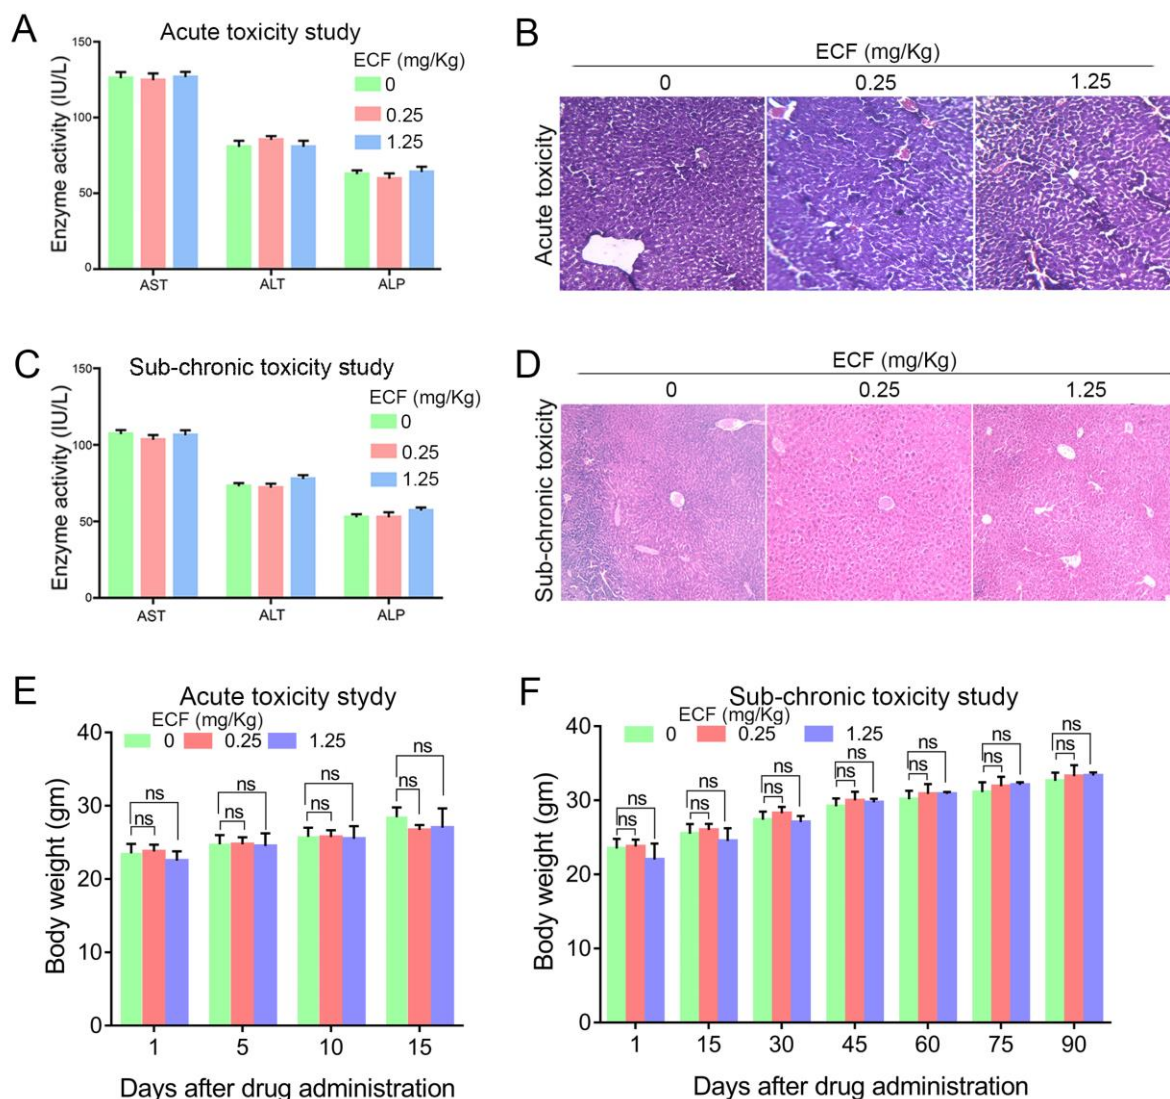 A
Acute toxicity study
ECF (mg/Kg)
0
0.25
1.25
Enzyme activity (IU/L)
150
100
50
0
AST ALT ALP
B
ECF (mg/Kg)
0 0.25 1.25
Acute toxicity
C
Sub-chronic toxicity study
ECF (mg/Kg)
0
0.25
1.25
Enzyme activity (IU/L)
150
100
50
0
AST ALT ALP
D
ECF (mg/Kg)
0 0.25 1.25
Sub-chronic toxicity
E
Acute toxicity stydy
ECF (mg/Kg)
0 0.25 1.25
Body weight (gm)
40
30
20
10
0
ns ns ns ns
ns ns ns ns
1 5 10 15
Days after drug administration
F
Sub-chronic toxicity study
ECF (mg/Kg)
0 0.25 1.25
Body weight (gm)
40
30
20
10
0
ns ns ns ns ns ns ns
ns ns ns ns ns ns ns
1 15 30 45 60 75 90
Days after drug administration